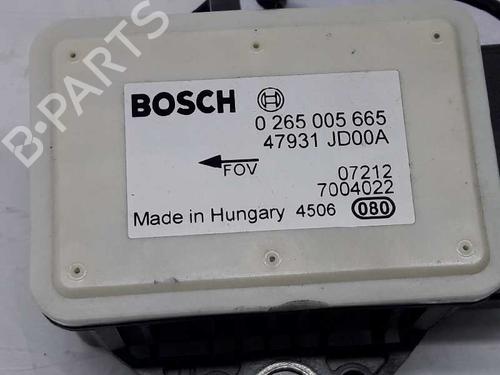 B-PARTS
BOSCH
0 265 005 665
47931 JD00A
FOV
07212
7004022
Made in Hungary 4506 080